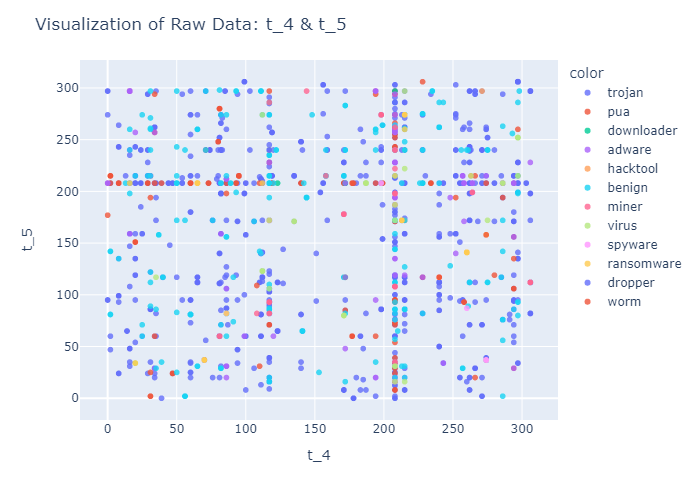 Visualization of Raw Data: t_4 & t_5
color
trojan
pua
downloader
adware
hacktool
benign
miner
virus
spyware
ransomware
dropper
worm
t_5
300
250
200
150
100
50
0
0 50 100 150 200 250 300
t_4